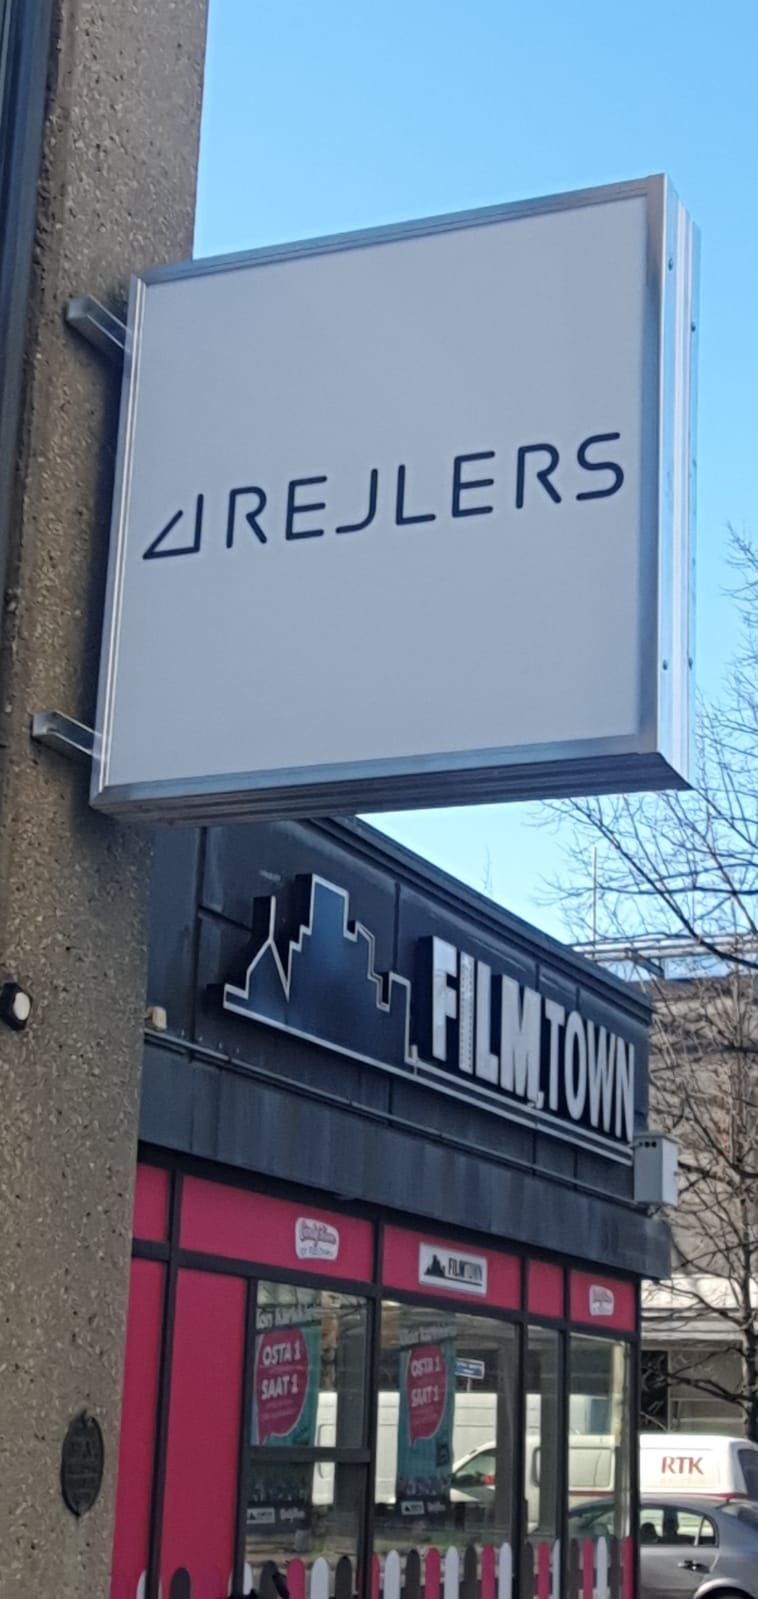 REJLERS
FILMTOWN
FILMTOWN
OSTA 1
SAAT 1
OSTA 1
SAAT 1
RTK